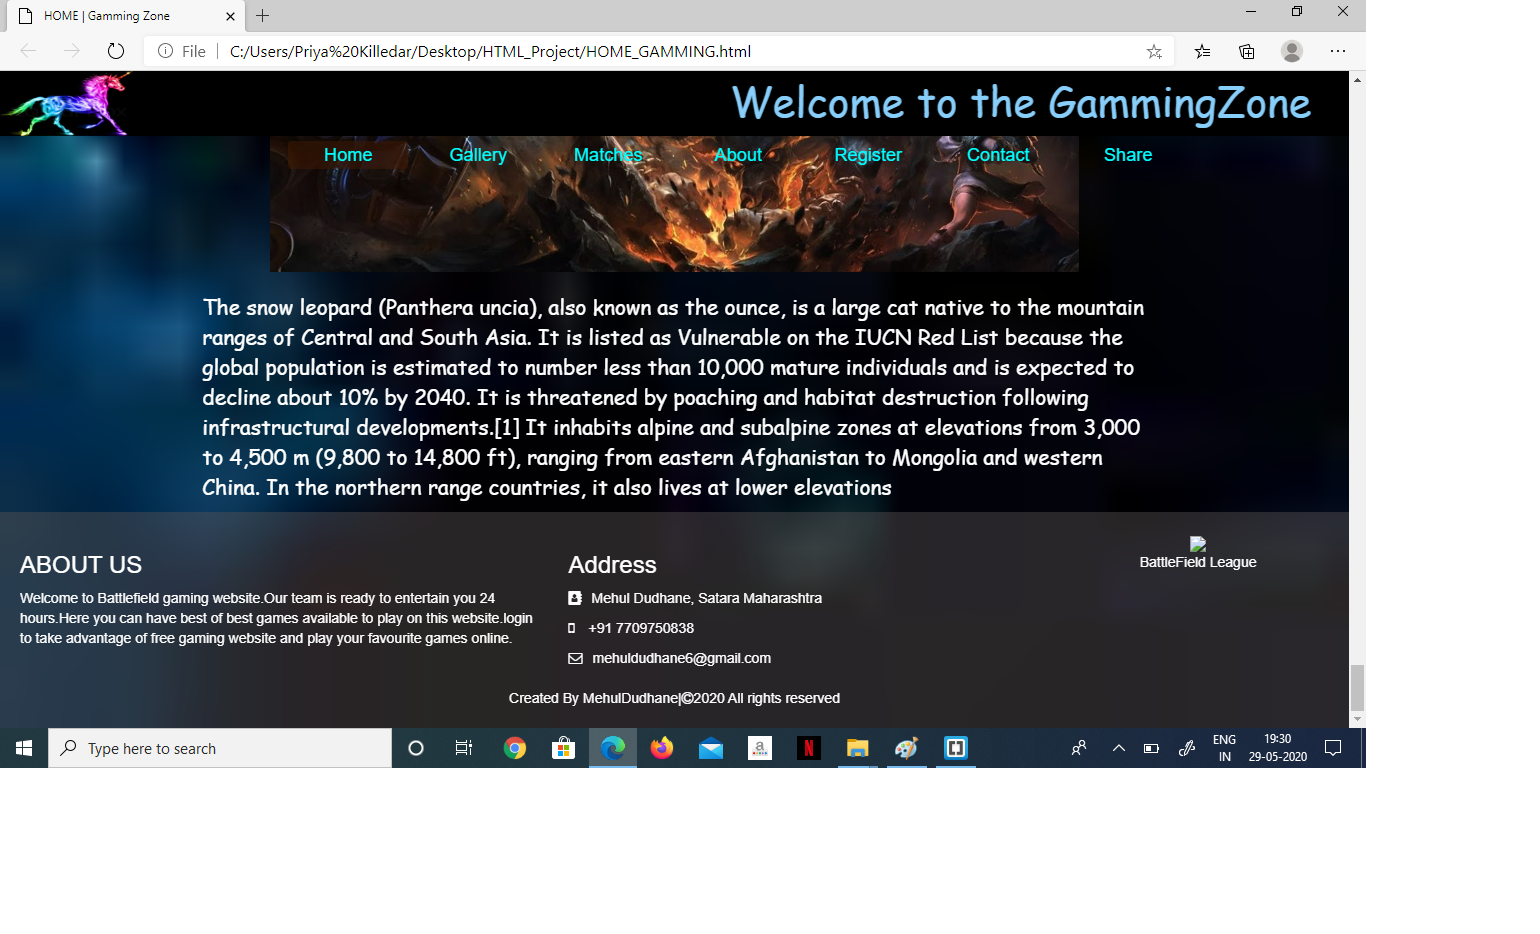 HOME | Gamming Zone
File | C:/Users/Priya%20Killedar/Desktop/HTML_Project/HOME_GAMMING.html
Welcome to the GammingZone
Home Gallery Matches About Register Contact Share
The snow leopard (Panthera uncia), also known as the ounce, is a large cat native to the mountain
ranges of Central and South Asia. It is listed as Vulnerable on the IUCN Red List because the
global population is estimated to number less than 10,000 mature individuals and is expected to
decline about 10% by 2040. It is threatened by poaching and habitat destruction following
infrastructural developments.[1] It inhabits alpine and subalpine zones at elevations from 3,000
to 4,500 m (9,800 to 14,800 ft), ranging from eastern Afghanistan to Mongolia and western
China. In the northern range countries, it also lives at lower elevations
ABOUT US
Welcome to Battlefield gaming website.Our team is ready to entertain you 24
hours.Here you can have best of best games available to play on this website.login
to take advantage of free gaming website and play your favourite games online.
Address
Mehul Dudhane, Satara Maharashtra
+91 7709750838
mehuldudhane6@gmail.com
BattleField League
Created By MehulDudhane|©2020 All rights reserved
Type here to search
a
N
ENG
IN
19:30
29-05-2020